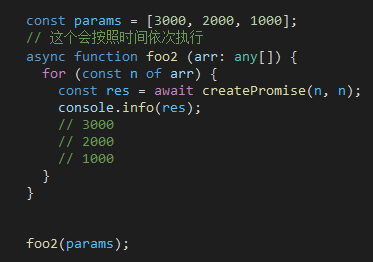 const params = [3000, 2000, 1000];
// 这个会按照时间依次执行
async function foo2 (arr: any[]) {
  for (const n of arr) {
    const res = await createPromise(n, n);
    console.info(res);
    // 3000
    // 2000
    // 1000
  }
}
foo2(params);